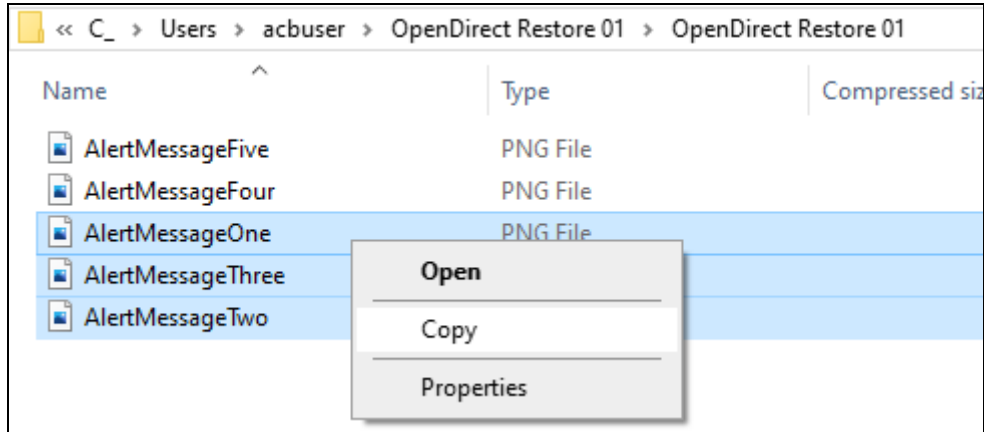 « C_ > Users > acbuser > OpenDirect Restore 01 > OpenDirect Restore 01
Name Type Compressed siz
AlertMessageFive PNG File
AlertMessageFour PNG File
AlertMessageOne PNG File
AlertMessageThree
AlertMessageTwo
Open
Copy
Properties